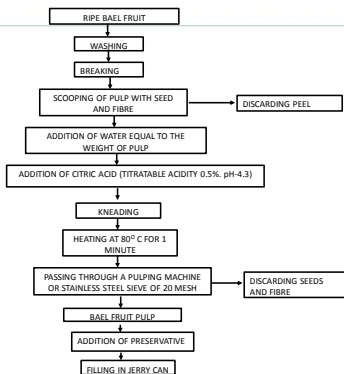 RIPE BAEL FRUIT
WASHING
BREAKING
SCOOPING OF PULP WITH SEED
AND FIBRE
DISCARDING PEEL
ADDITION OF WATER EQUAL TO THE
WEIGHT OF PULP
ADDITION OF CITRIC ACID (TITRATABLE ACIDITY 0.5%. pH-4.3)
KNEADING
HEATING AT 80⁰ C FOR 1
MINUTE
PASSING THROUGH A PULPING MACHINE
OR STAINLESS STEEL SIEVE OF 20 MESH
DISCARDING SEEDS
AND FIBRE
BAEL FRUIT PULP
ADDITION OF PRESERVATIVE
FILLING IN JERRY CAN